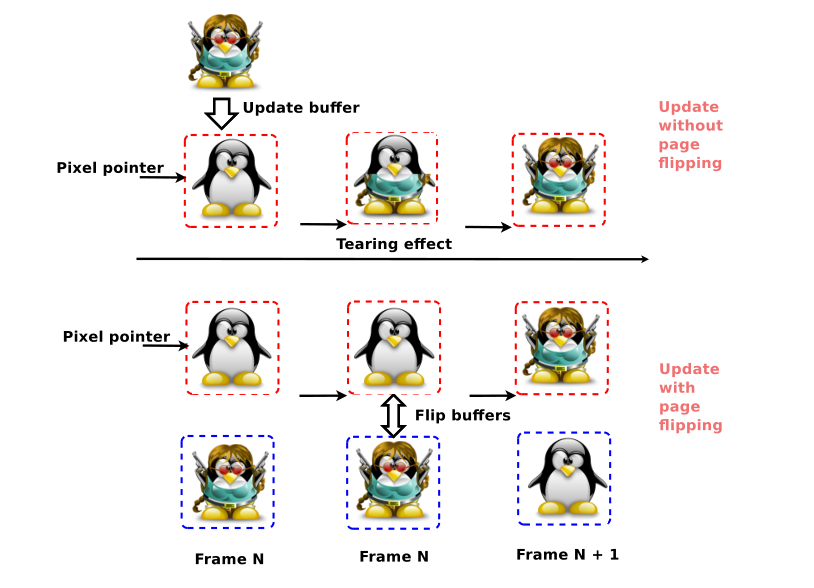 Update buffer
Update
without
page
flipping
Pixel pointer
Tearing effect
Pixel pointer
Update
with
page
flipping
Flip buffers
Frame N
Frame N
Frame N + 1